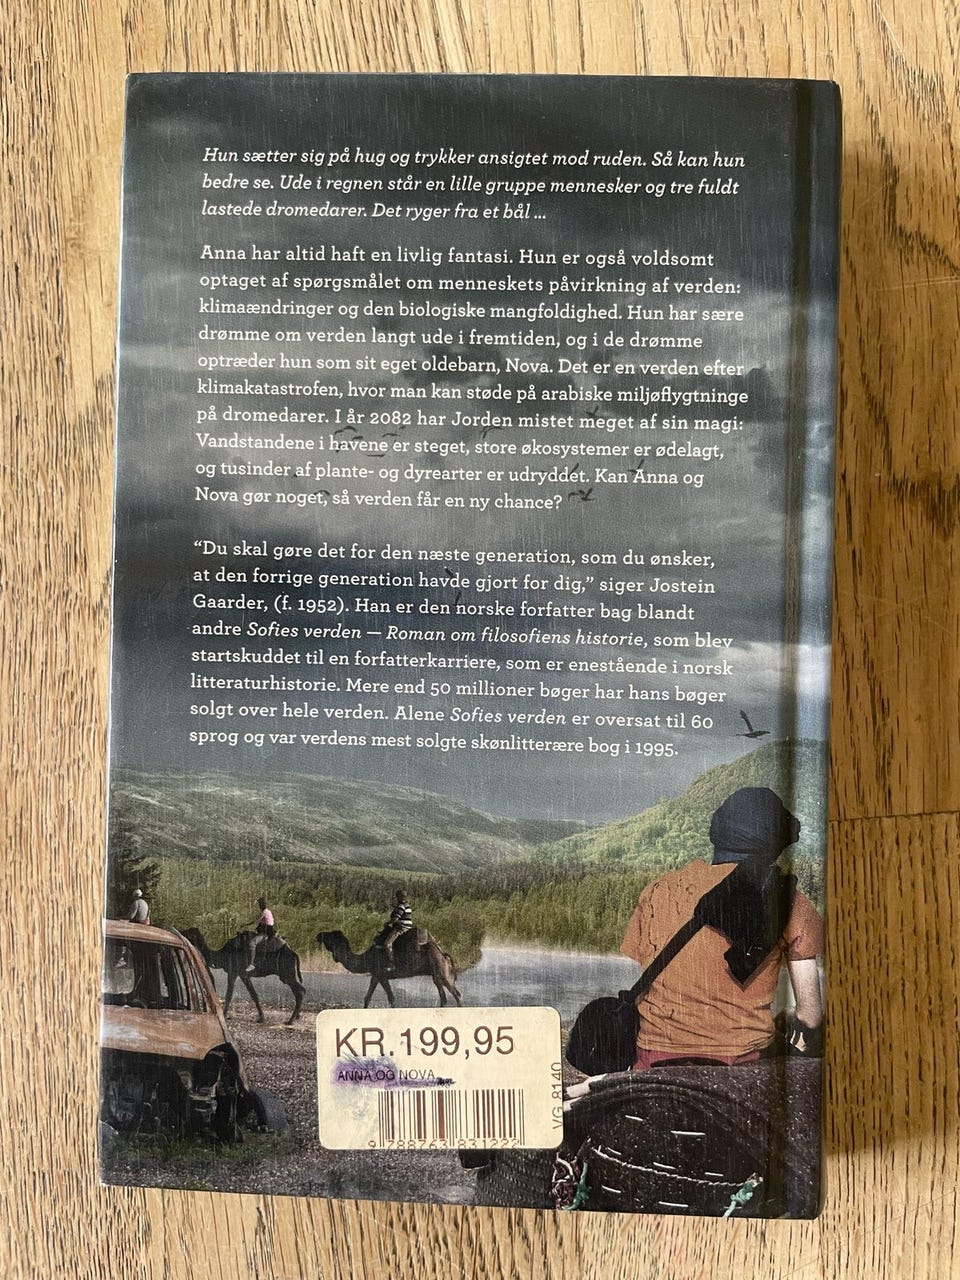 Hun sætter sig på hug og trykker ansigtet mod ruden. Så kan hun
bedre se. Ude i regnen står en lille gruppe mennesker og tre fuldt
lastede dromedarer. Det ryger fra et bål ...
Anna har altid haft en livlig fantasi. Hun er også voldsomt
optaget af spørgsmålet om menneskets påvirkning af verden:
klimaændringer og den biologiske mangfoldighed. Hun har sære
drømme om verden langt ude i fremtiden, og i de drømme
optræder hun som sit eget oldebarn, Nova. Det er en verden efter
klimakatastrofen, hvor man kan støde på arabiske miljøflygtninge
på dromedarer. I år 2082 har Jorden mistet meget af sin magi:
Vandstandene i havene er steget, store økosystemer er ødelagt,
og tusinder af plante- og dyrearter er udryddet. Kan Anna og
Nova gør noget, så verden får en ny chance?
“Du skal gøre det for den næste generation, som du ønsker,
at den forrige generation havde gjort for dig,” siger Jostein
Gaarder, (f. 1952). Han er den norske forfatter bag blandt
andre Sofies verden — Roman om filosofiens historie, som blev
startskuddet til en forfatterkarriere, som er enestående i norsk
litteraturhistorie. Mere end 50 millioner bøger har hans bøger
solgt over hele verden. Alene Sofies verden er oversat til 60
sprog og var verdens mest solgte skønlitterære bog i 1995.
KR.199,95
ANNA OG NOVA
VG 8140
9 788763 831222